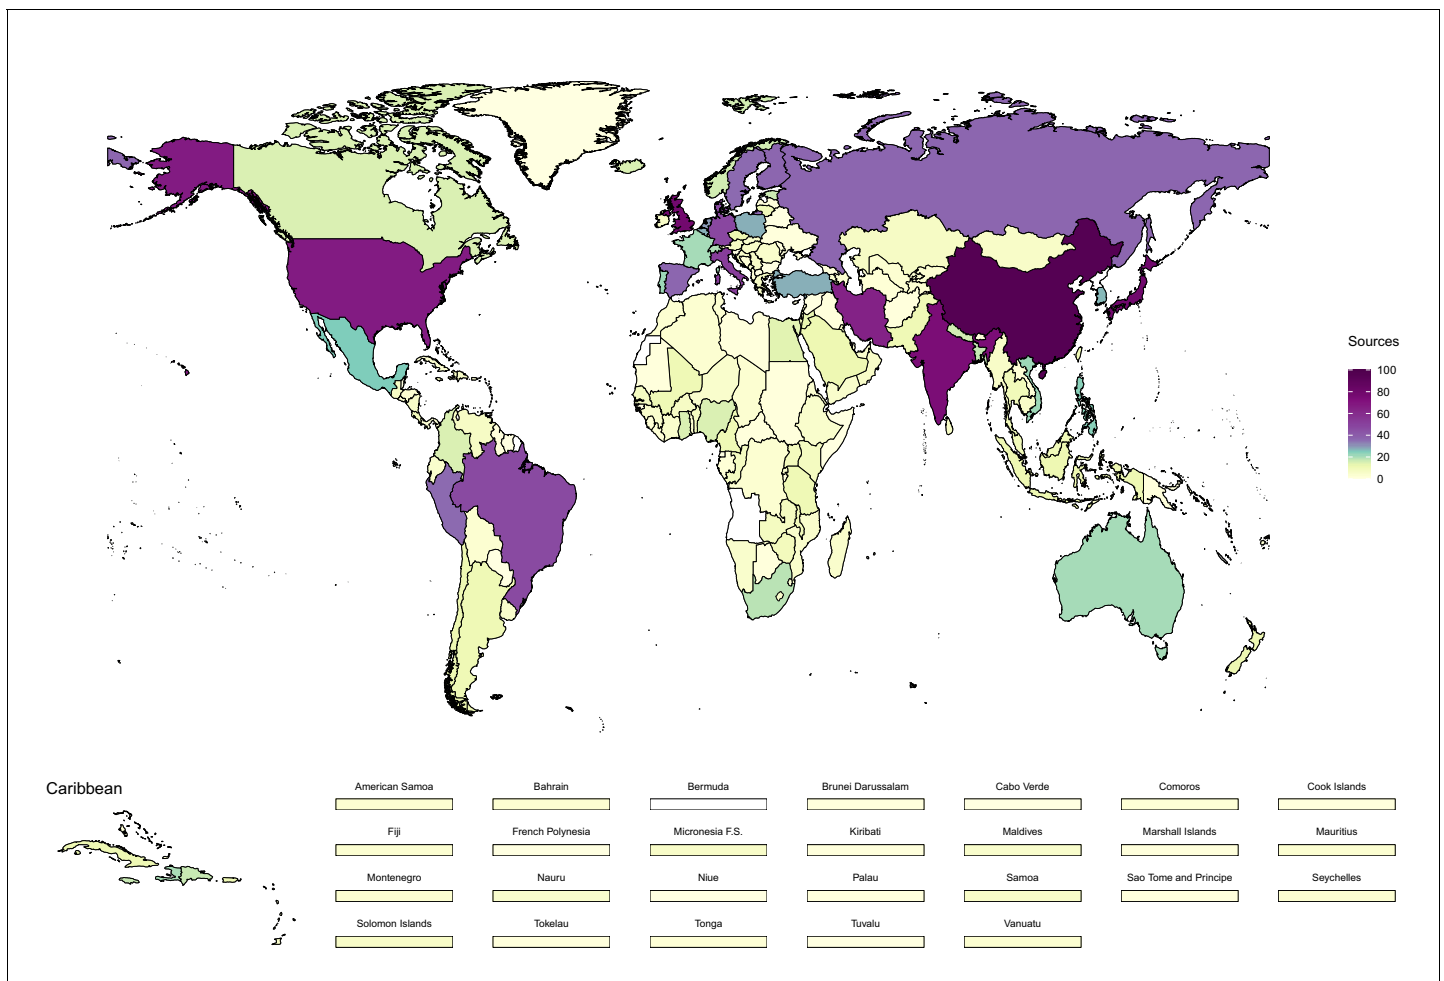 Sources
100
80
60
40
20
0
Caribbean
American Samoa
Bahrain
Bermuda
Brunei Darussalam
Cabo Verde
Comoros
Cook Islands
Fiji
French Polynesia
Micronesia F.S.
Kiribati
Maldives
Marshall Islands
Mauritius
Montenegro
Nauru
Niue
Palau
Samoa
Sao Tome and Principe
Seychelles
Solomon Islands
Tokelau
Tonga
Tuvalu
Vanuatu